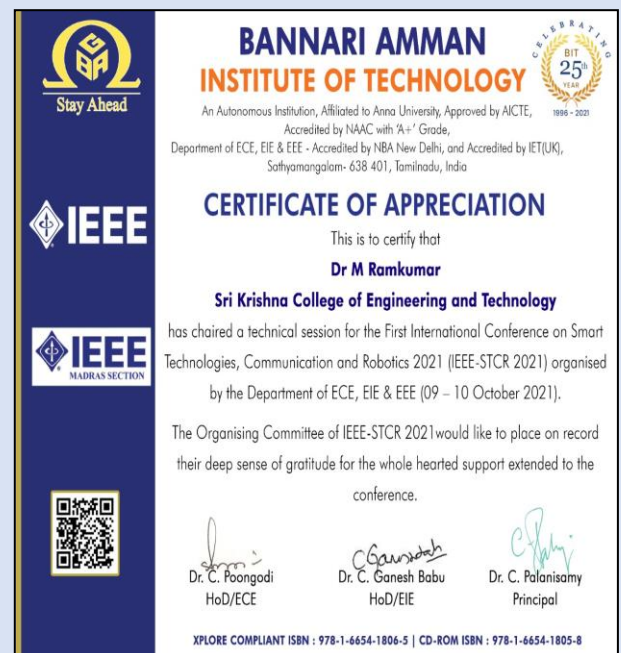 GBA
Stay Ahead
BANNARI AMMAN
INSTITUTE OF TECHNOLOGY
CELEBRATING
BIT
25th
YEAR
1996 - 2021
An Autonomous Institution, Affiliated to Anna University, Approved by AICTE,
Accredited by NAAC with 'A+' Grade,
Department of ECE, EIE & EEE - Accredited by NBA New Delhi, and Accredited by IET(UK),
Sathyamangalam- 638 401, Tamilnadu, India
IEEE
IEEE
MADRAS SECTION
CERTIFICATE OF APPRECIATION
This is to certify that
Dr M Ramkumar
Sri Krishna College of Engineering and Technology
has chaired a technical session for the First International Conference on Smart
Technologies, Communication and Robotics 2021 (IEEE-STCR 2021) organised
by the Department of ECE, EIE & EEE (09 – 10 October 2021).
The Organising Committee of IEEE-STCR 2021would like to place on record
their deep sense of gratitude for the whole hearted support extended to the
conference.
Dr. C. Poongodi
HoD/ECE
Dr. C. Ganesh Babu
HoD/EIE
Dr. C. Palanisamy
Principal
XPLORE COMPLIANT ISBN : 978-1-6654-1806-5 | CD-ROM ISBN : 978-1-6654-1805-8